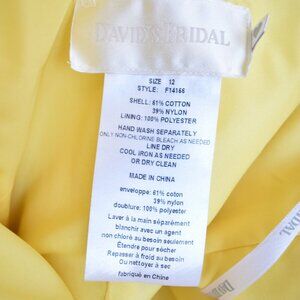 DAVID'S BRIDAL
SIZE 12
STYLE: F14166
SHELL: 61% COTTON
39% NYLON
LINING: 100% POLYESTER
HAND WASH SEPARATELY
ONLY NON-CHLORINE BLEACH AS NEEDED
LINE DRY
COOL IRON AS NEEDED
OR DRY CLEAN
MADE IN CHINA
enveloppe: 61% coton
39% nylon
doublure: 100% polyester
Laver à la main séparément
blanchir avec un agent
non chloré au besoin seulement
Étendre pour sécher
Repasser à froid au besoin
Ou nettoyer à sec
fabriqué en Chine